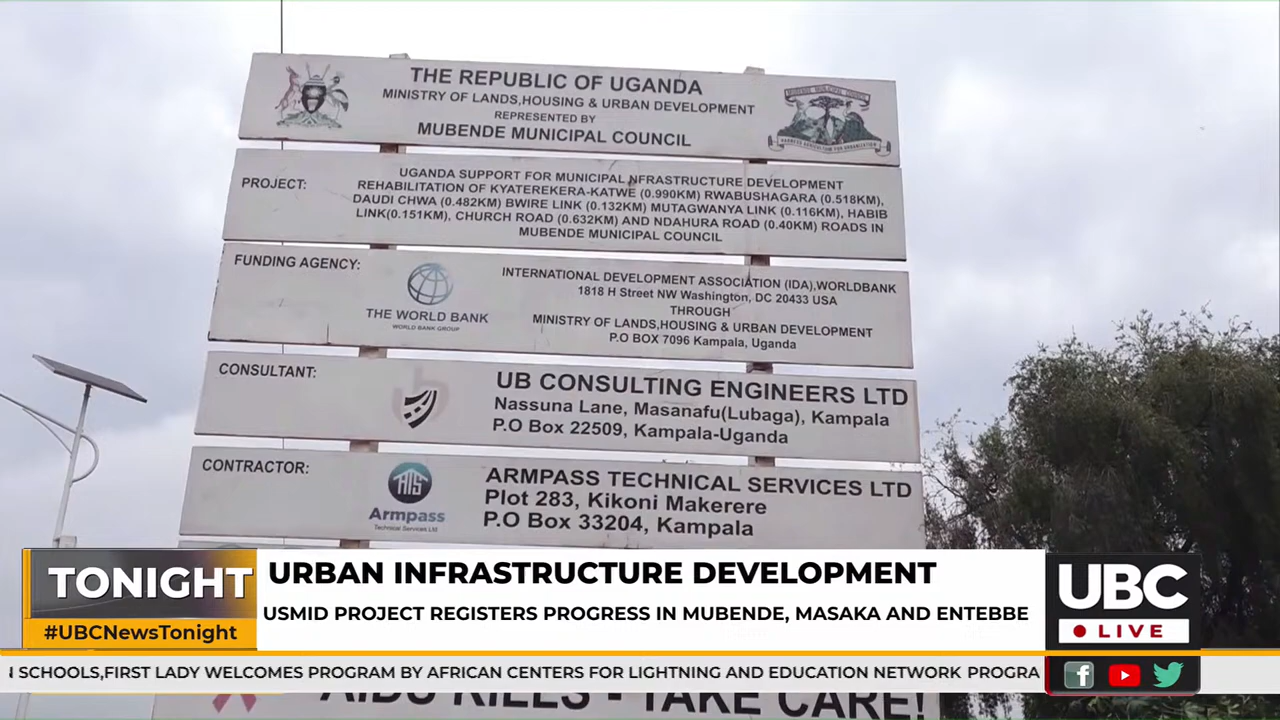 THE REPUBLIC OF UGANDA
MINISTRY OF LANDS,HOUSING & URBAN DEVELOPMENT
REPRESENTED BY
MUBENDE MUNICIPAL COUNCIL
PROJECT:
UGANDA SUPPORT FOR MUNICIPAL NFRASTRUCTURE DEVELOPMENT
REHABILITATION OF KYATEREKERA-KATWE (0.990KM) RWABUSHAGARA (0.518KM),
DAUDI CHWA (0.482KM) BWIRE LINK (0.132KM) MUTAGWANYA LINK (0.116KM), HABIB
LINK(0.151KM), CHURCH ROAD (0.632KM) AND NDAHURA ROAD (0.40KM) ROADS IN
MUBENDE MUNICIPAL COUNCIL
FUNDING AGENCY:
THE WORLD BANK
WORLD BANK GROUP
INTERNATIONAL DEVELOPMENT ASSOCIATION (IDA),WORLDBANK
1818 H Street NW Washington, DC 20433 USA
THROUGH
MINISTRY OF LANDS,HOUSING & URBAN DEVELOPMENT
P.O BOX 7096 Kampala, Uganda
CONSULTANT:
UB CONSULTING ENGINEERS LTD
Nassuna Lane, Masanafu(Lubaga), Kampala
P.O Box 22509, Kampala-Uganda
CONTRACTOR:
ATS
Armpass
Technical Services Ltd
ARMPASS TECHNICAL SERVICES LTD
Plot 283, Kikoni Makerere
P.O Box 33204, Kampala
TONIGHT
#UBCNewsTonight
URBAN INFRASTRUCTURE DEVELOPMENT
USMID PROJECT REGISTERS PROGRESS IN MUBENDE, MASAKA AND ENTEBBE
UBC
LIVE
SCHOOLS,FIRST LADY WELCOMES PROGRAM BY AFRICAN CENTERS FOR LIGHTNING AND EDUCATION NETWORK PROGRA
AIDS KILLS - TAKE CARE!